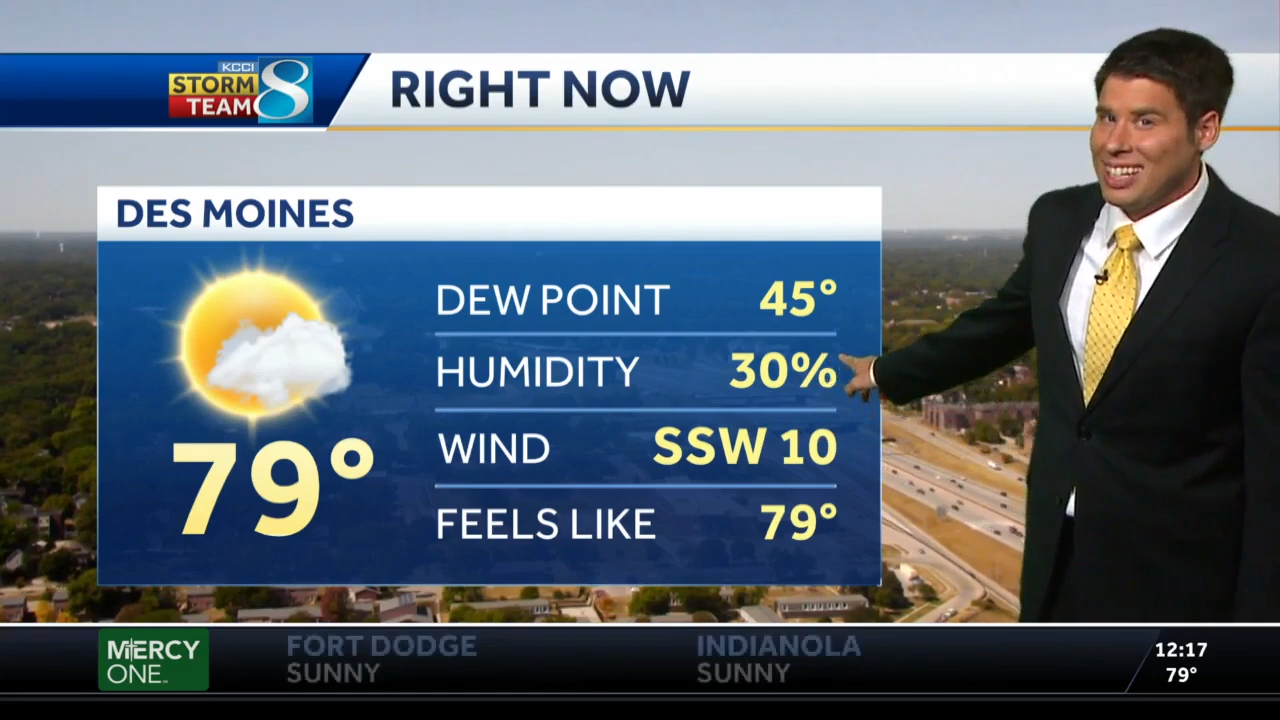 KCCI
STORM
TEAM 8
RIGHT NOW
DES MOINES
79°
DEW POINT 45°
HUMIDITY 30%
WIND SSW 10
FEELS LIKE 79°
MERCY
ONE
FORT DODGE
SUNNY
INDIANOLA
SUNNY
12:17
79°